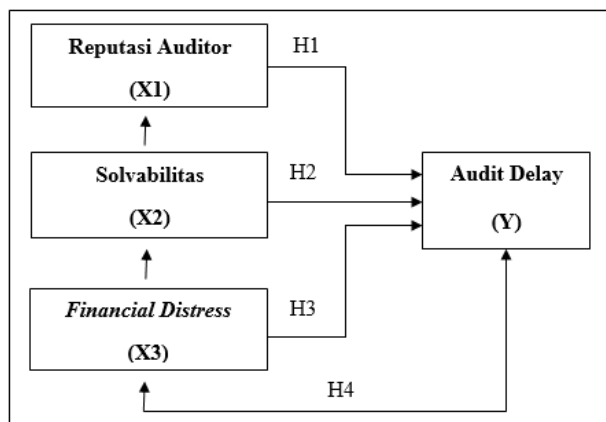 Reputasi Auditor
(X1)
H1
Solvabilitas
(X2)
H2
Audit Delay
(Y)
Financial Distress
(X3)
H3
H4